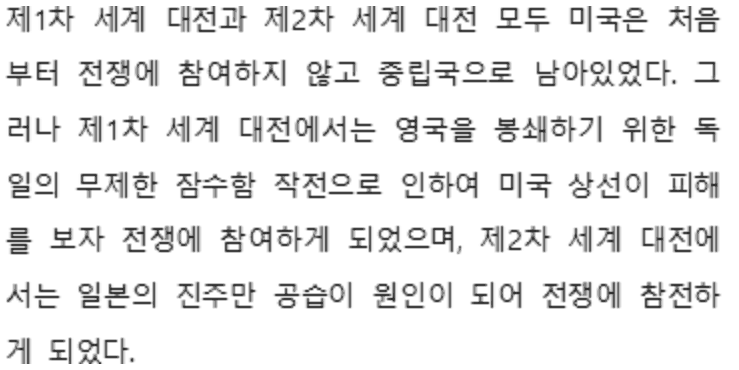 제1차 세계 대전과 제2차 세계 대전 모두 미국은 처음
부터 전쟁에 참여하지 않고 중립국으로 남아있었다. 그
러나 제1차 세계 대전에서는 영국을 봉쇄하기 위한 독
일의 무제한 잠수함 작전으로 인하여 미국 상선이 피해
를 보자 전쟁에 참여하게 되었으며, 제2차 세계 대전에
서는 일본의 진주만 공습이 원인이 되어 전쟁에 참전하
게 되었다.